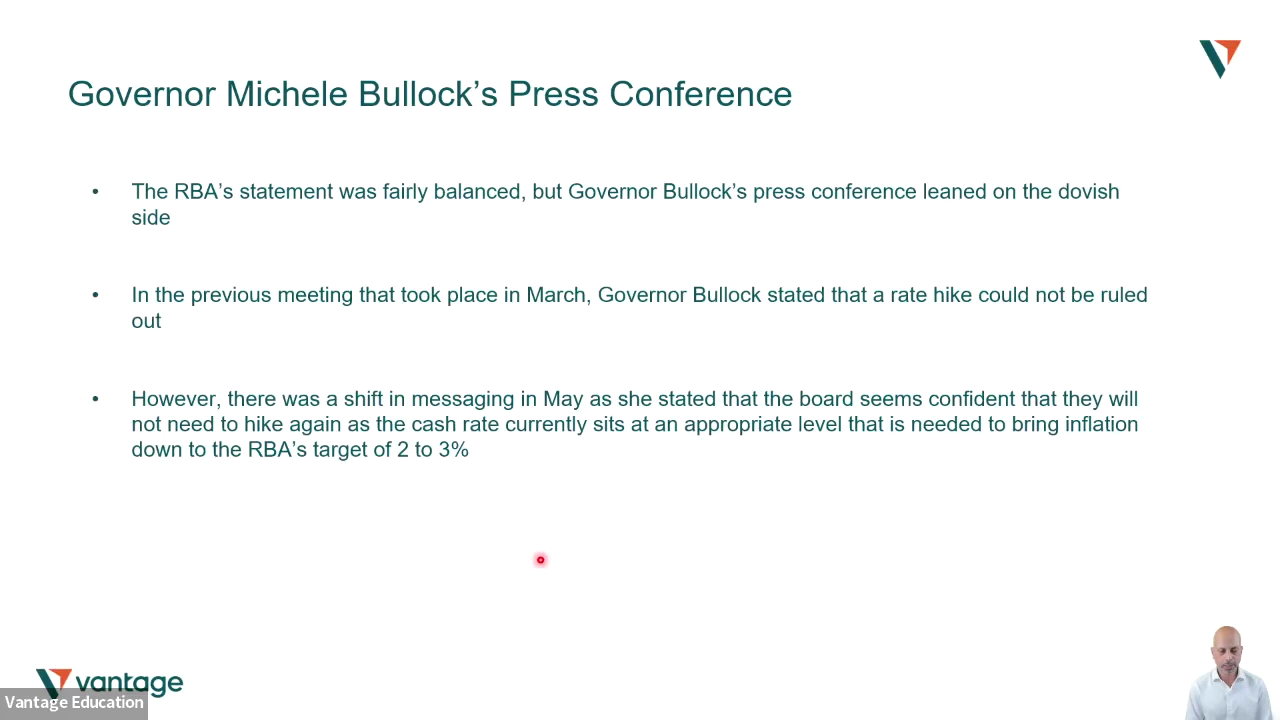 Governor Michele Bullock’s Press Conference
• The RBA’s statement was fairly balanced, but Governor Bullock’s press conference leaned on the dovish
side
• In the previous meeting that took place in March, Governor Bullock stated that a rate hike could not be ruled
out
• However, there was a shift in messaging in May as she stated that the board seems confident that they will
not need to hike again as the cash rate currently sits at an appropriate level that is needed to bring inflation
down to the RBA’s target of 2 to 3%
vantage
Vantage Education